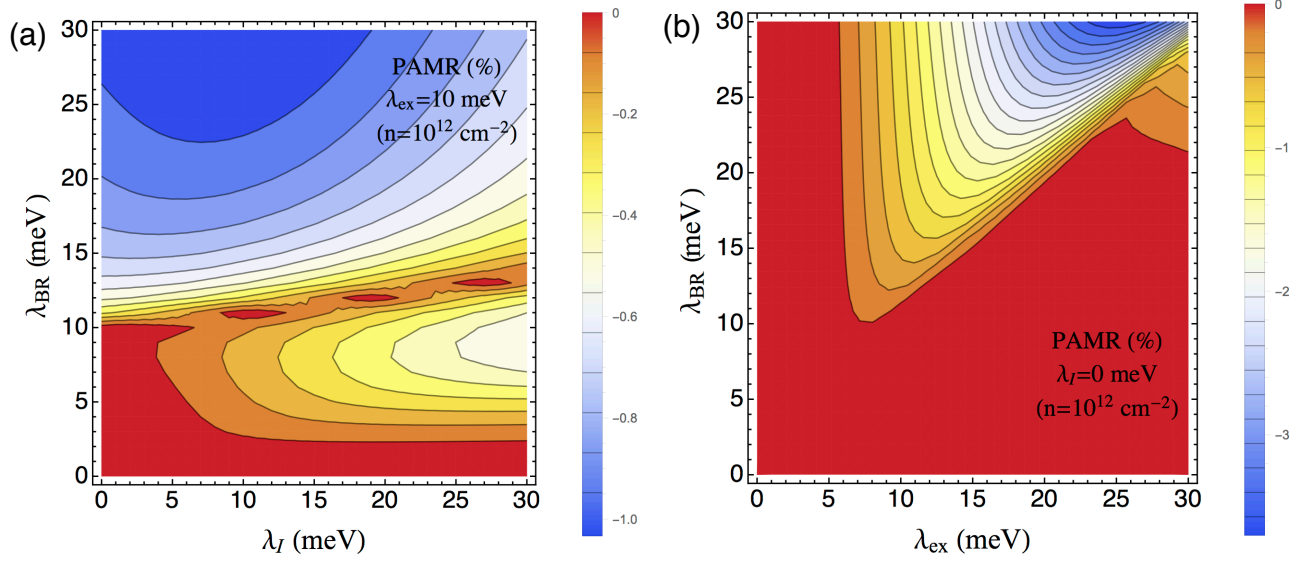 (a)
PAMR (%)
λex=10 meV
(n=10¹² cm⁻²)
30
25
20
15
10
5
0
λBR (meV)
0 5 10 15 20 25 30
λI (meV)
0
−0.2
−0.4
−0.6
−0.8
−1.0
(b)
30
25
20
15
10
5
0
λBR (meV)
PAMR (%)
λI=0 meV
(n=10¹² cm⁻²)
0 5 10 15 20 25 30
λex (meV)
0
−1
−2
−3